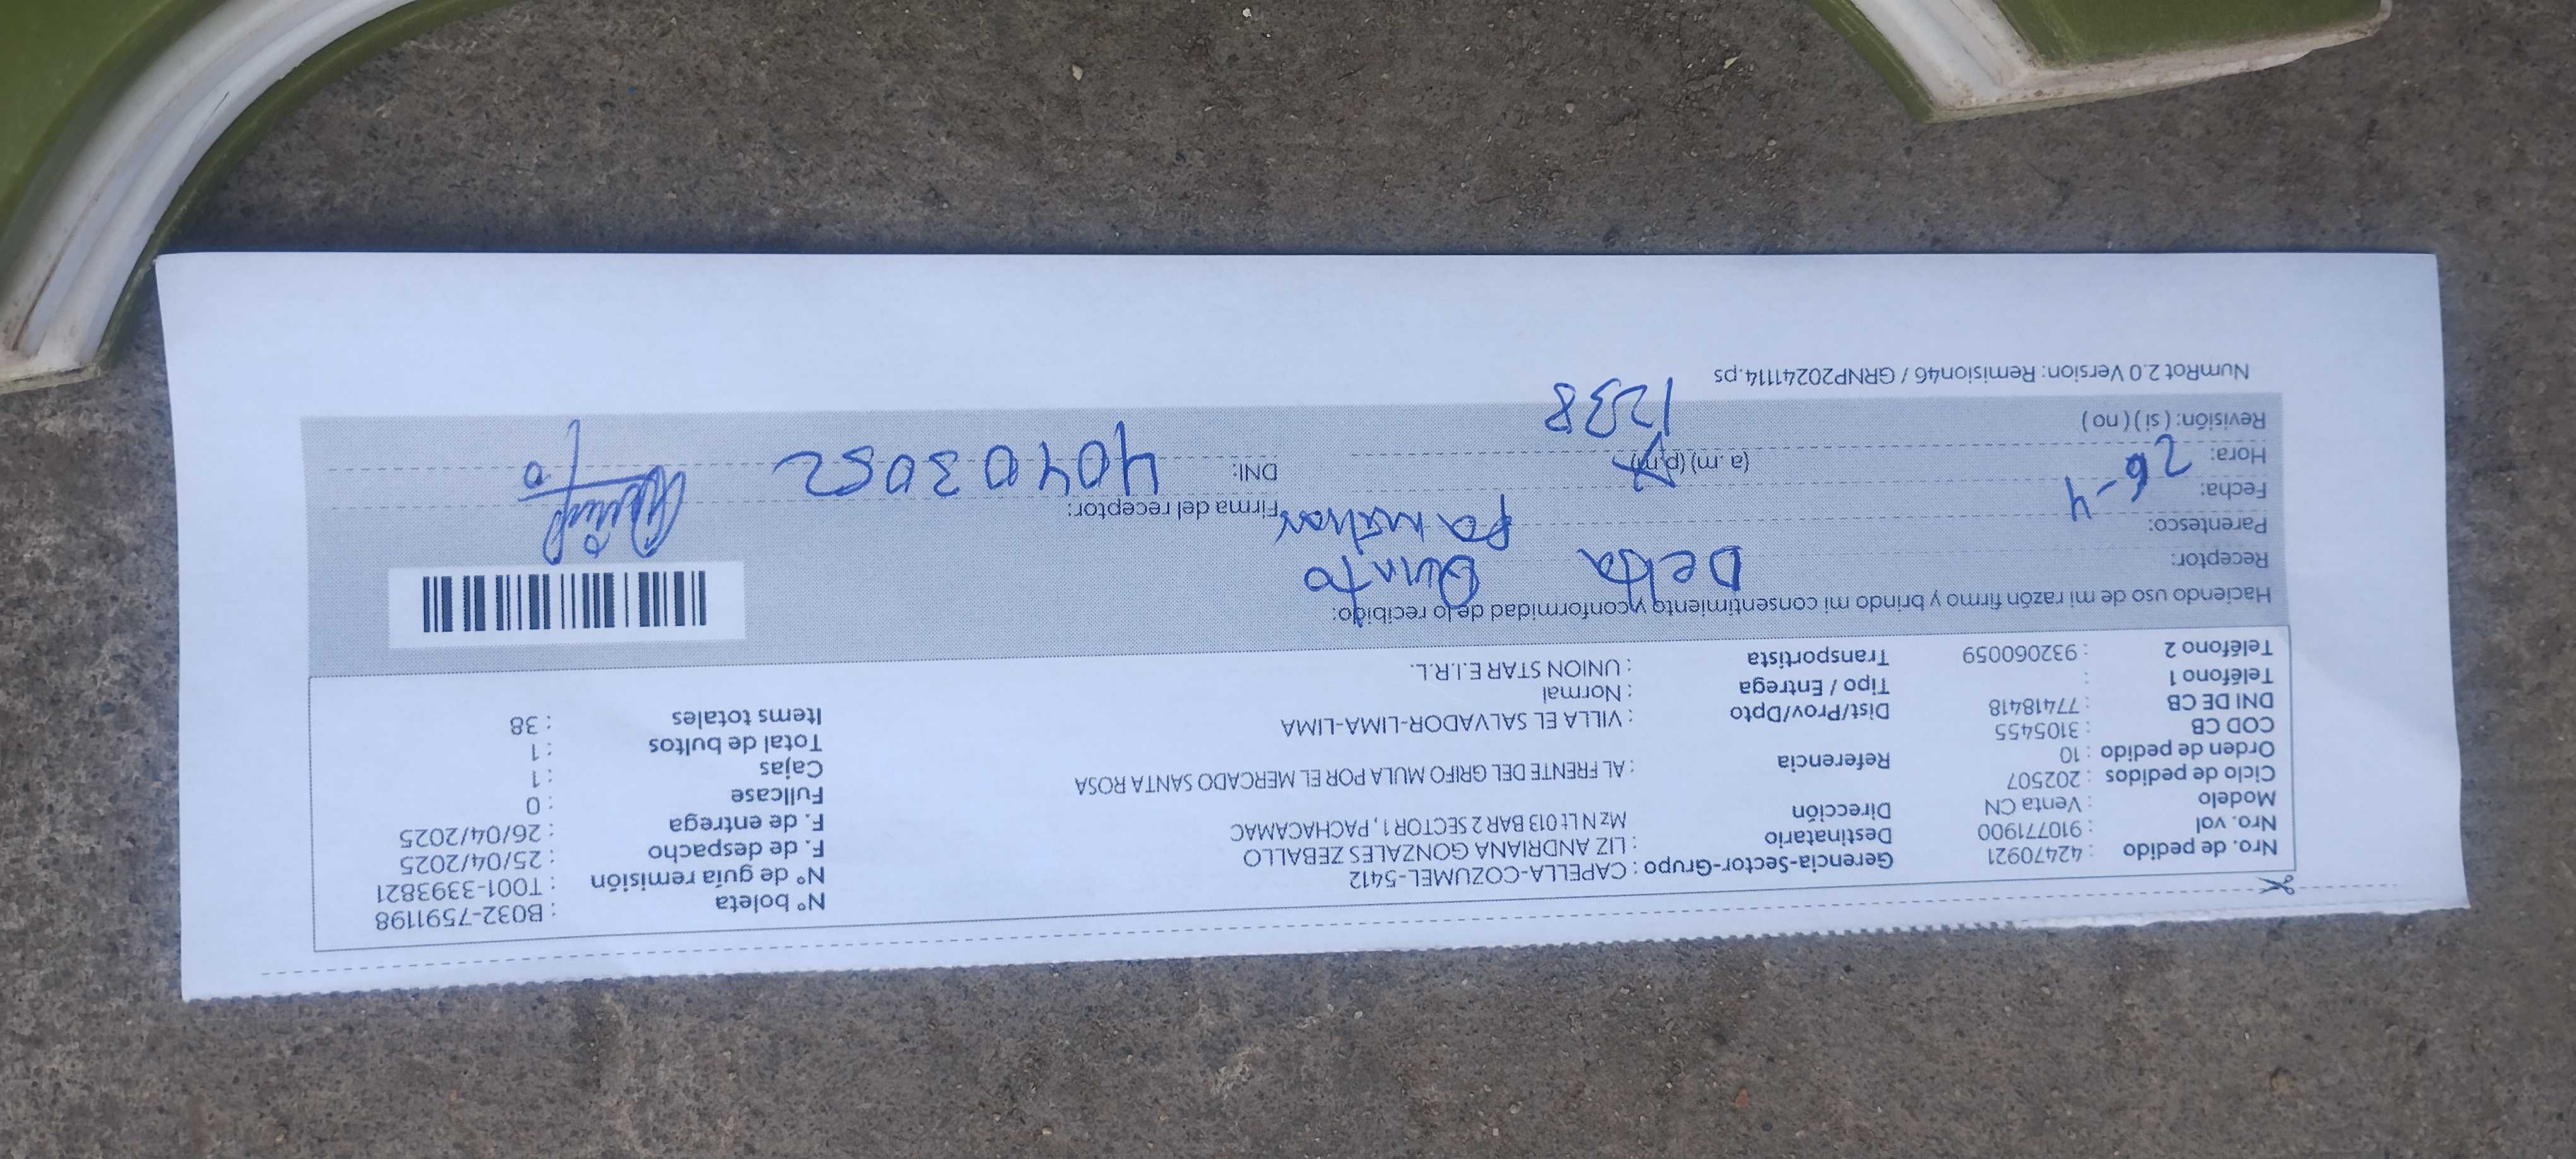 Nro. de pedido : 42470921 Gerencia-Sector-Grupo : CAPELLA-COZUMEL-5412 N° boleta : B032-7591198
Nro. vol : 910771900 Destinatario : LIZ ANDRIANA GONZALES ZEBALLO N° de guía remisión : T001-3393821
Modelo : Venta CN Dirección Mz N Lt 013 BAR 2 SECTOR 1 , PACHACAMAC F. de despacho : 25/04/2025
Ciclo de pedidos : 202507 F. de entrega : 26/04/2025
Orden de pedido : 10 Referencia : AL FRENTE DEL GRIFO MULA POR EL MERCADO SANTA ROSA Fullcase : 0
COD CB : 3105455 Cajas : 1
DNI DE CB : 77418418 Dist/Prov/Dpto : VILLA EL SALVADOR-LIMA-LIMA Total de bultos : 1
Teléfono 1 : Tipo / Entrega : Normal Items totales : 38
Teléfono 2 : 932060059 Transportista : UNION STAR E.I.R.L.
Haciendo uso de mi razón firmo y brindo mi consentimiento y conformidad de lo recibido:
Receptor: Delta Quinto
Parentesco:
Fecha: 26-4 Firma del receptor:
Hora: (a .m) (p.m) DNI: 40403052
Revisión: ( si ) ( no ) 1238
NumRot 2.0 Version: Remision46 / GRNP20241114.ps